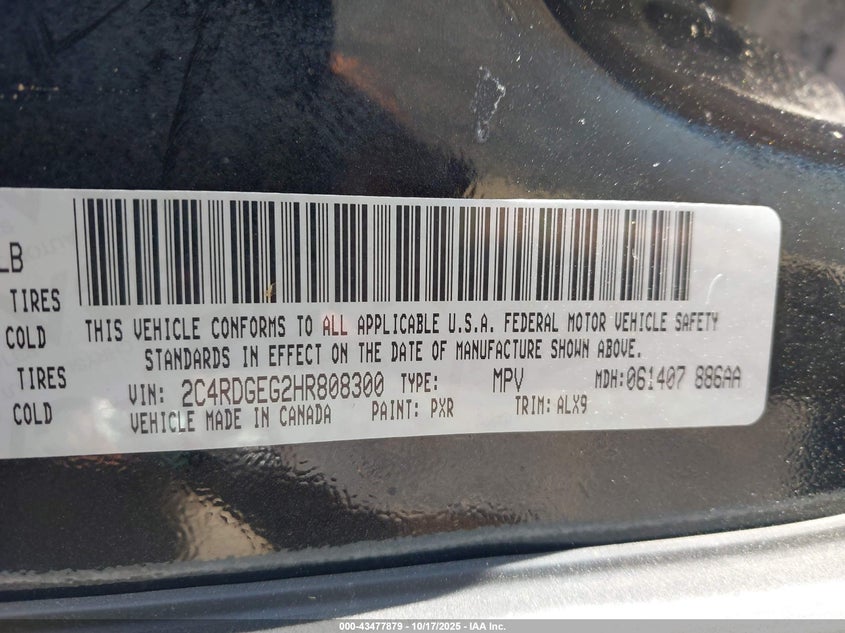 LB
TIRES
COLD
TIRES
COLD
THIS VEHICLE CONFORMS TO ALL APPLICABLE U.S.A. FEDERAL MOTOR VEHICLE SAFETY
STANDARDS IN EFFECT ON THE DATE OF MANUFACTURE SHOWN ABOVE.
VIN: 2C4RDGEG2HR808300 TYPE: MPV MDH:061407 886AA
VEHICLE MADE IN CANADA PAINT: PXR TRIM: ALX9
000-43477879 | 10/17/2025 – IAA Inc.